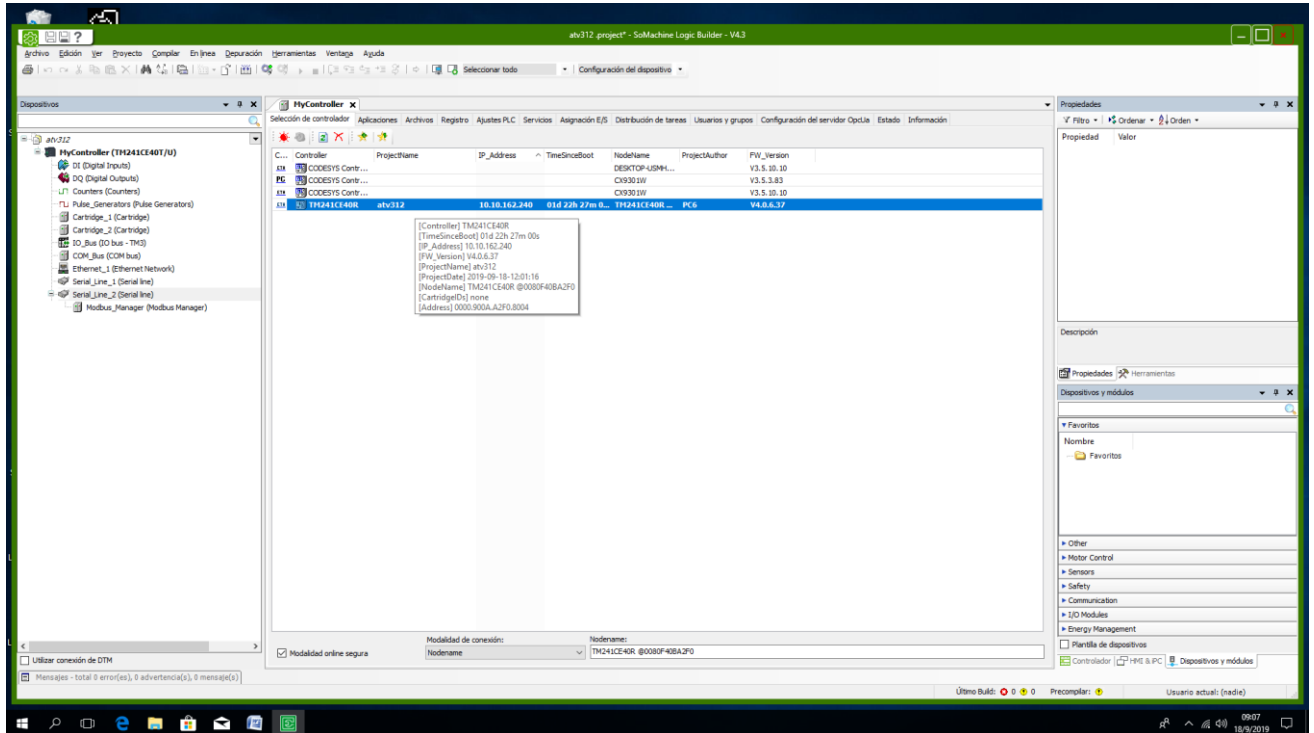 atv312 .project* - SoMachine Logic Builder - V4.3
Archivo Edición Ver Proyecto Compilar En línea Depuración Herramientas Ventana Ayuda
Seleccionar todo Configuración del dispositivo
Dispositivos
atv312
MyController (TM241CE40T/U)
DI (Digital Inputs)
DQ (Digital Outputs)
Counters (Counters)
Pulse_Generators (Pulse Generators)
Cartridge_1 (Cartridge)
Cartridge_2 (Cartridge)
IO_Bus (IO bus - TM3)
COM_Bus (COM bus)
Ethernet_1 (Ethernet Network)
Serial_Line_1 (Serial line)
Serial_Line_2 (Serial line)
Modbus_Manager (Modbus Manager)
Utilizar conexión de DTM
MyController
Selección de controlador Aplicaciones Archivos Registro Ajustes PLC Servicios Asignación E/S Distribución de tareas Usuarios y grupos Configuración del servidor OpcUa Estado Información
C... Controller ProjectName IP_Address TimeSinceBoot NodeName ProjectAuthor FW_Version
CODESYS Contr... DESKTOP-USMH... V3.5.10.10
PC CODESYS Contr... CX9301W V3.5.3.83
CODESYS Contr... CX9301W V3.5.10.10
TM241CE40R atv312 10.10.162.240 01d 22h 27m 0... TM241CE40R ... PC6 V4.0.6.37
[Controller] TM241CE40R
[TimeSinceBoot] 01d 22h 27m 00s
[IP_Address] 10.10.162.240
[FW_Version] V4.0.6.37
[ProjectName] atv312
[ProjectDate] 2019-09-18-12:01:16
[NodeName] TM241CE40R @0080F40BA2F0
[CartridgeIDs] none
[Address] 0000.900A.A2F0.8004
Modalidad online segura
Modalidad de conexión:
Nodename
Nodename:
TM241CE40R @0080F40BA2F0
Propiedades
Filtro Ordenar Orden
Propiedad Valor
Descripción
Propiedades Herramientas
Dispositivos y módulos
Favoritos
Nombre
Favoritos
Other
Motor Control
Sensors
Safety
Communication
I/O Modules
Energy Management
Plantilla de dispositivos
Controlador HMI & iPC Dispositivos y módulos
Mensajes - total 0 error(es), 0 advertencia(s), 0 mensaje(s)
Último Build: 0 0 Precompilar: Usuario actual: (nadie)
09:07
18/9/2019